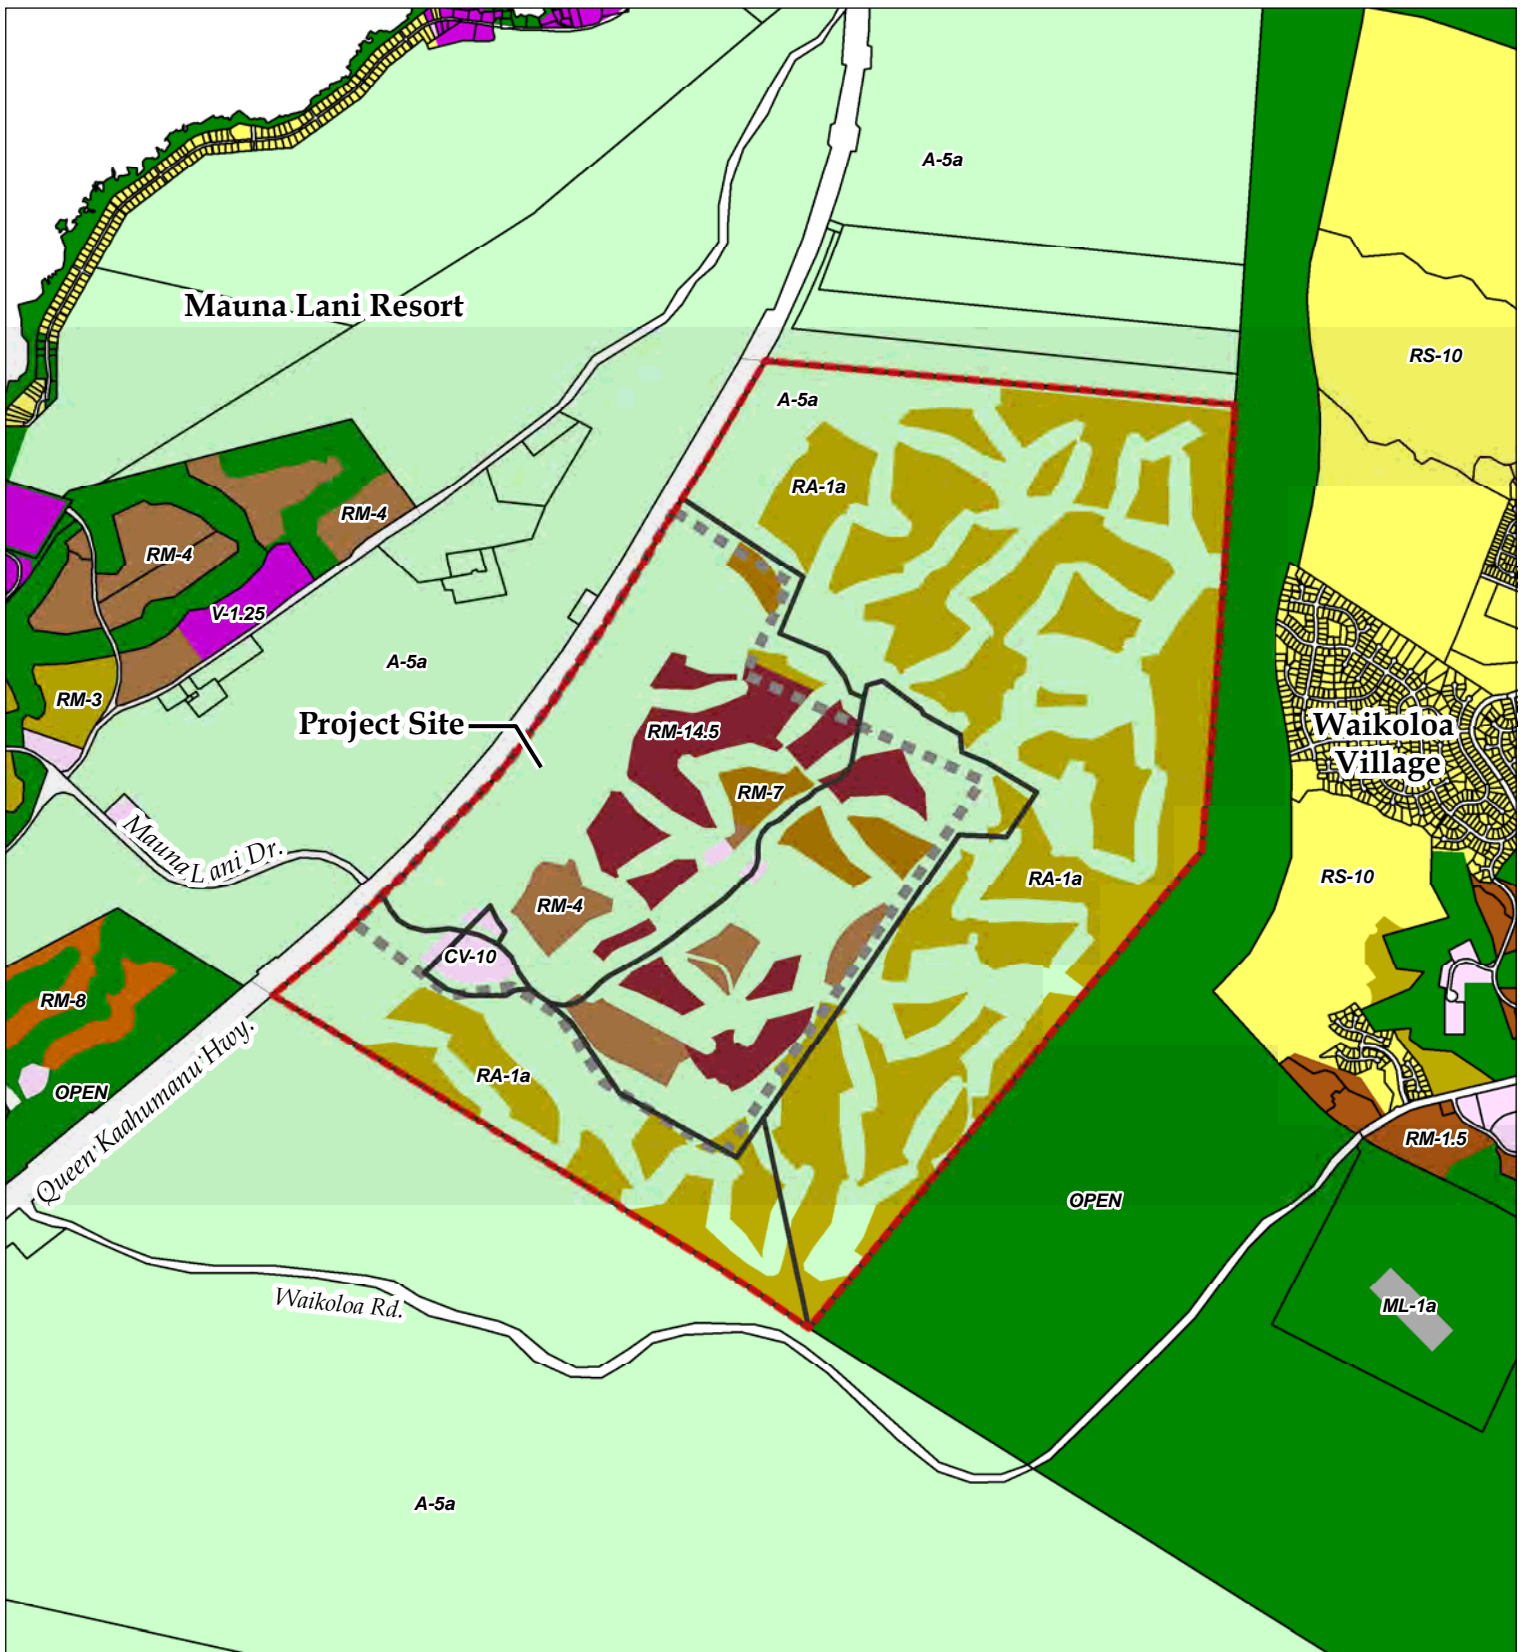 A-5a
Mauna Lani Resort
RS-10
A-5a
RA-1a
RM-4
RM-4
V-1.25
A-5a
RM-3
Project Site
RM-14.5
Waikoloa
Village
RM-7
Mauna Lani Dr.
RA-1a
RS-10
RM-4
CV-10
RM-8
RA-1a
OPEN
Queen Kaahumanu Hwy.
RM-1.5
OPEN
Waikoloa Rd.
ML-1a
A-5a